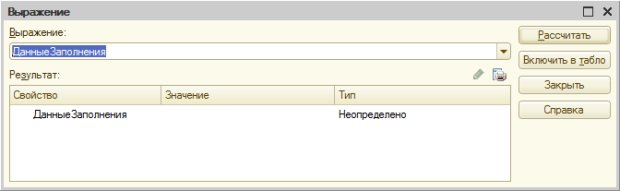 Выражение
Выражение:
ДанныеЗаполнения
Рассчитать
Включить в табло
Результат:
Закрыть
Свойство Значение Тип
Справка
ДанныеЗаполнения Неопределено